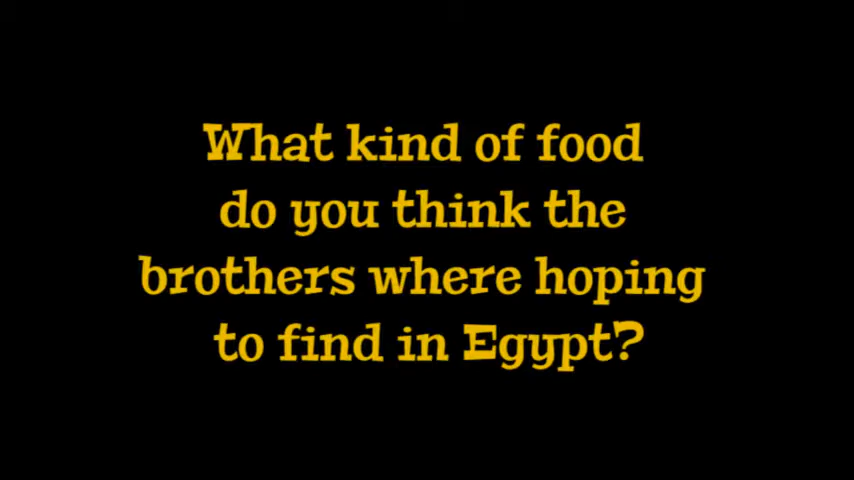 What kind of food
do you think the
brothers where hoping
to find in Egypt?